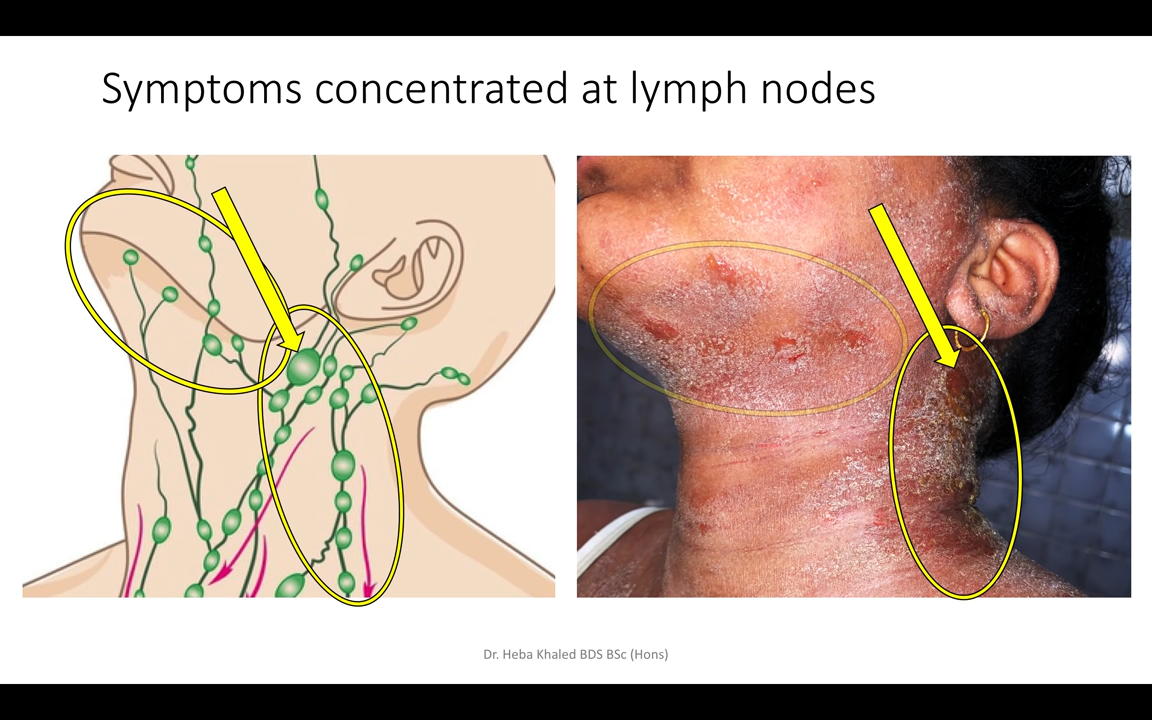 Symptoms concentrated at lymph nodes
Dr. Heba Khaled BDS BSc (Hons)